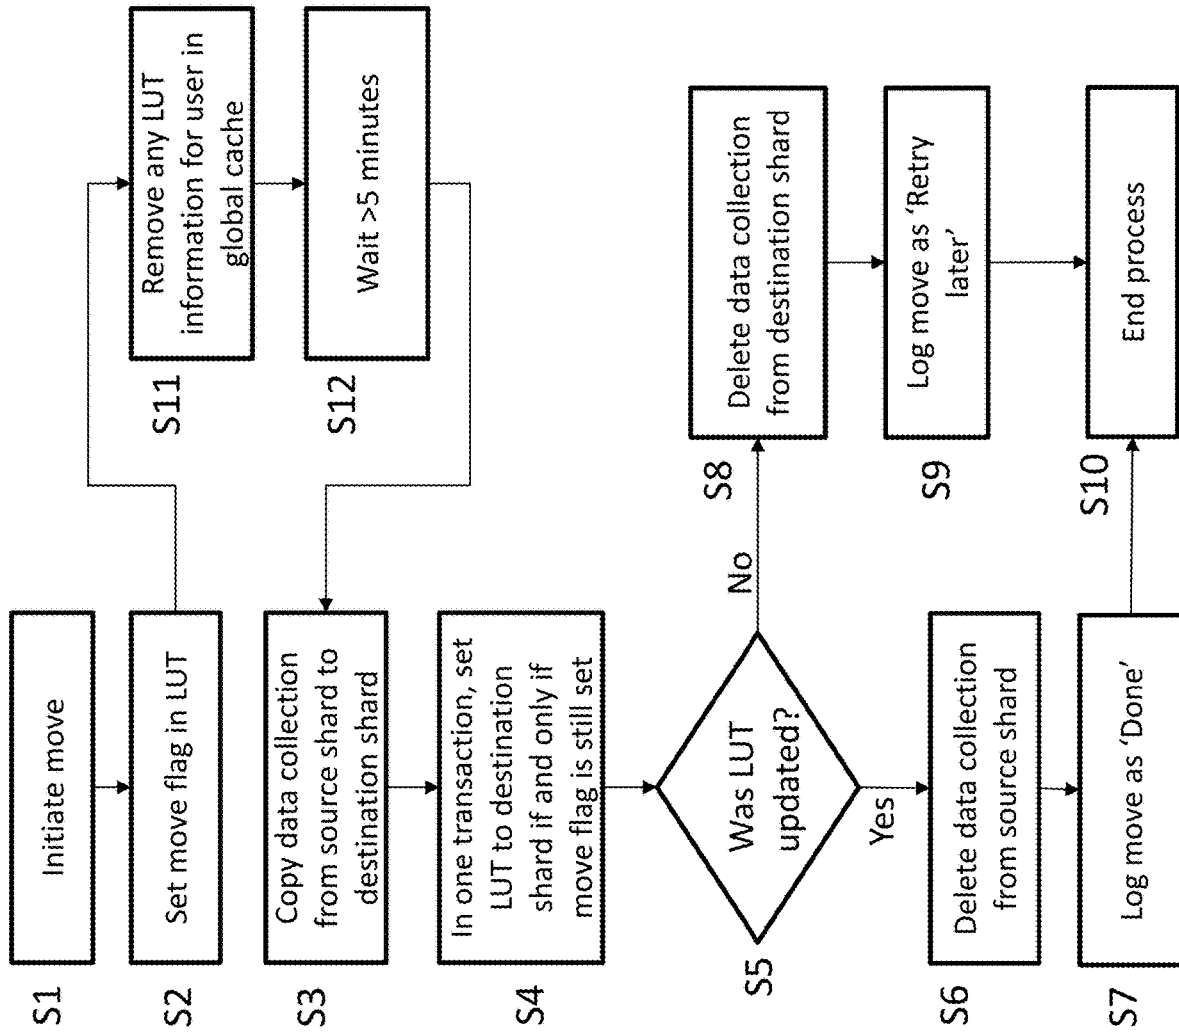 S1
Initiate move
S2
Set move flag in LUT
S11
Remove any LUT
information for user in
global cache
S12
Wait >5 minutes
S3
Copy data collection
from source shard to
destination shard
S4
In one transaction, set
LUT to destination
shard if and only if
move flag is still set
S5
Was LUT
updated?
No
Yes
S8
Delete data collection
from destination shard
S9
Log move as ‘Retry
later’
S6
Delete data collection
from source shard
S7
Log move as ‘Done’
S10
End process